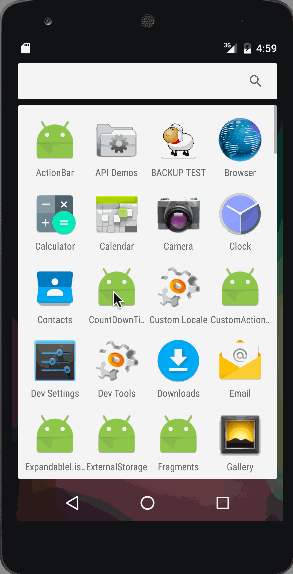 3G 4:59
ActionBar API Demos BACKUP TEST Browser
Calculator Calendar Camera Clock
Contacts CountDownTi.. Custom Locale CustomAction..
Dev Settings Dev Tools Downloads Email
ExpandableLis.. ExternalStorage Fragments Gallery